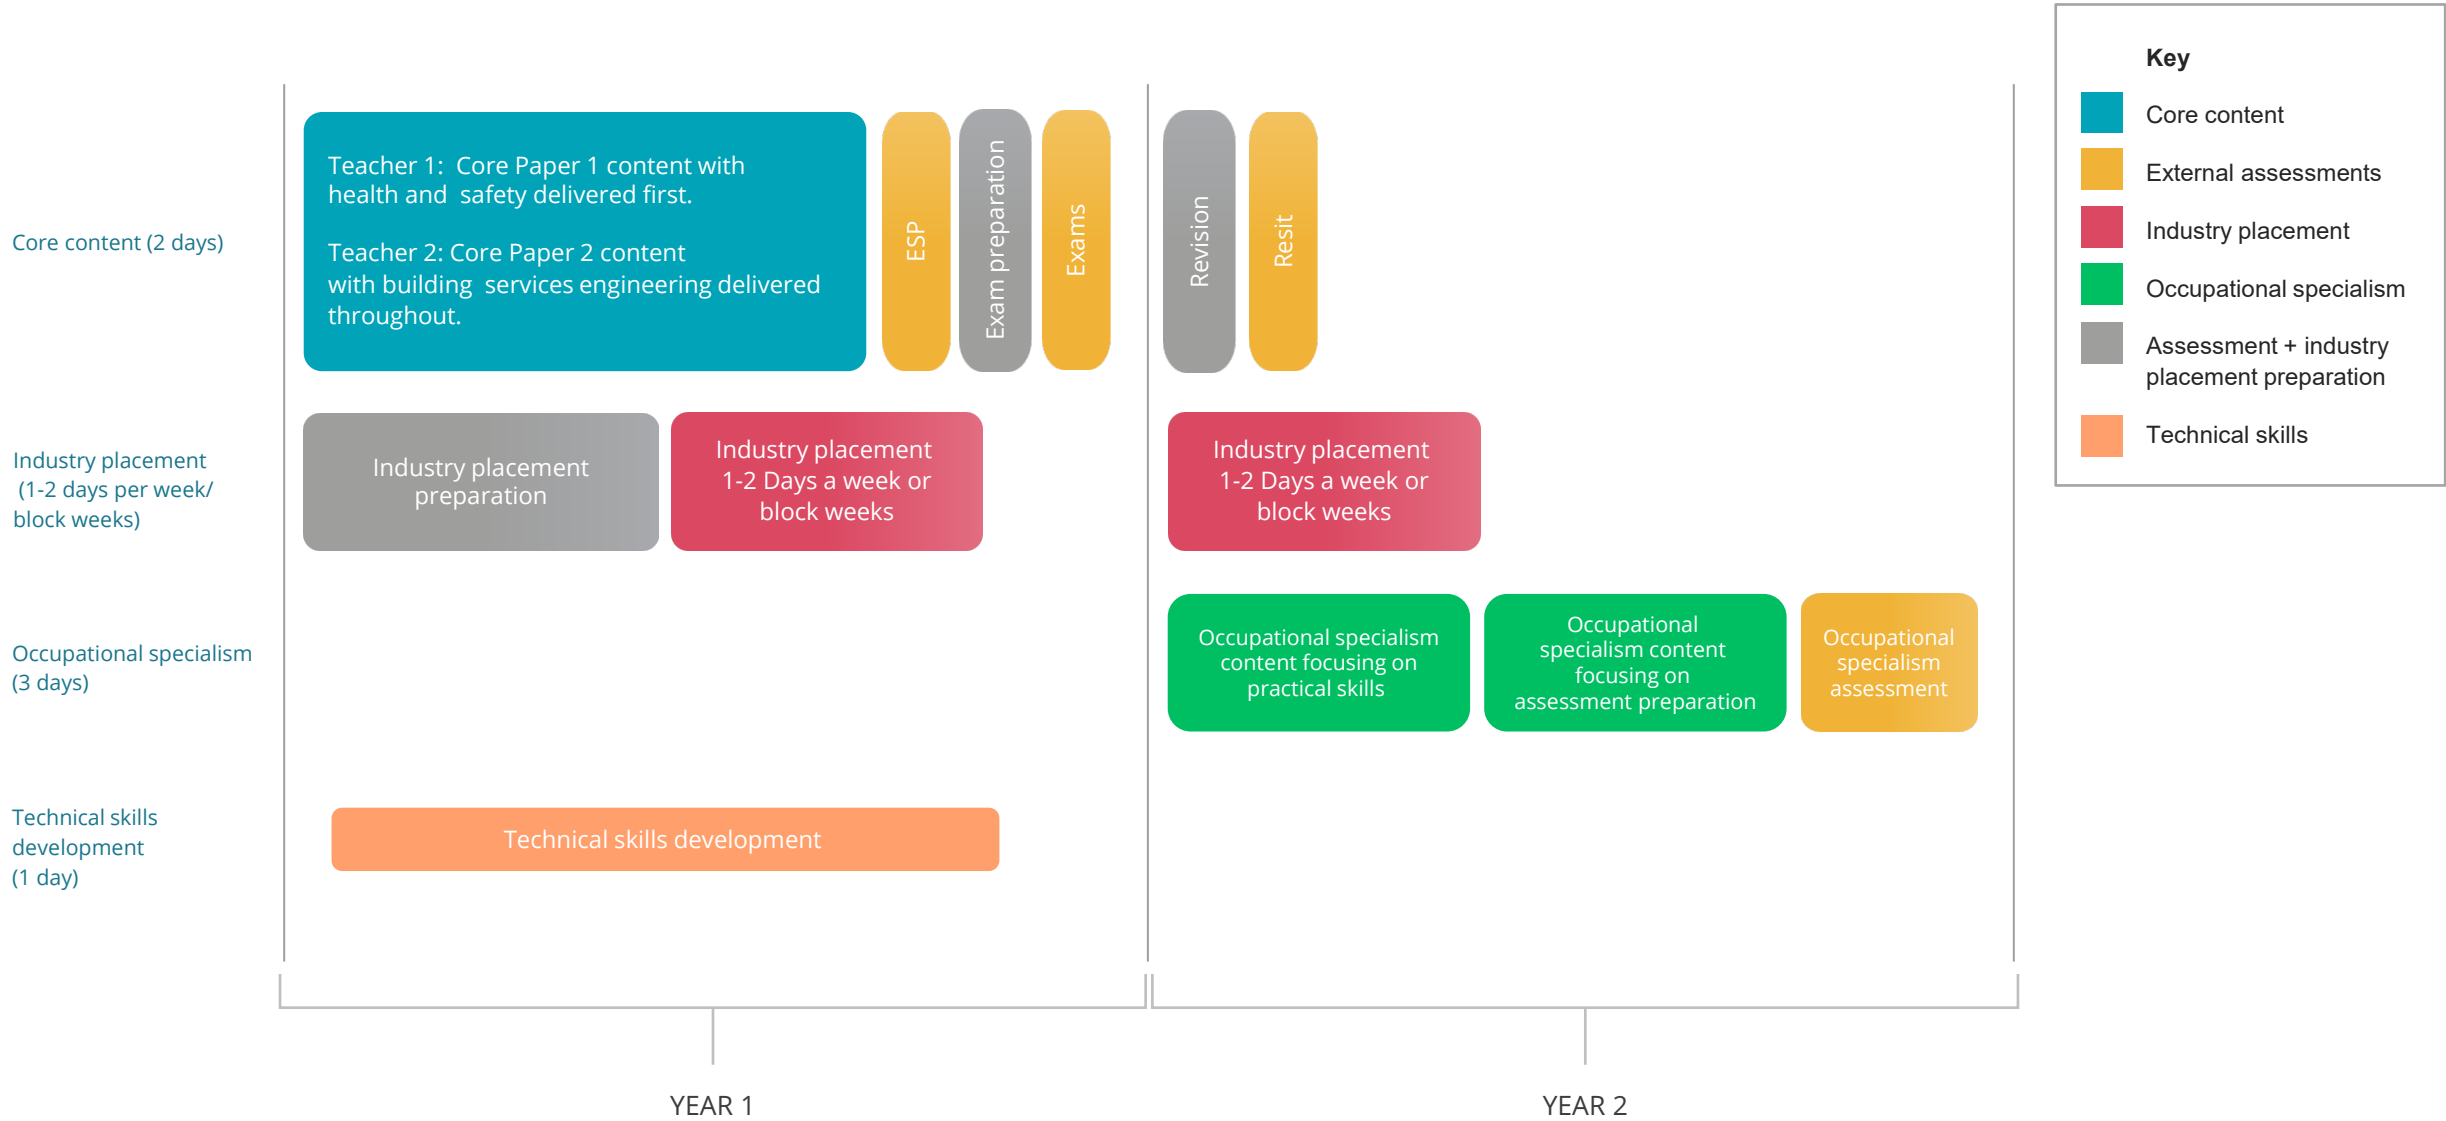 Key
Core content
External assessments
Industry placement
Occupational specialism
Assessment + industry
placement preparation
Technical skills
Core content (2 days)
Teacher 1:  Core Paper 1 content with
health and  safety delivered first.
Teacher 2: Core Paper 2 content
with building  services engineering delivered
throughout.
ESP
Exam preparation
Exams
Revision
Resit
Industry placement
(1-2 days per week/
block weeks)
Industry placement
preparation
Industry placement
1-2 Days a week or
block weeks
Industry placement
1-2 Days a week or
block weeks
Occupational specialism
(3 days)
Occupational specialism
content focusing on
practical skills
Occupational
specialism content
focusing on
assessment preparation
Occupational
specialism
assessment
Technical skills
development
(1 day)
Technical skills development
YEAR 1
YEAR 2